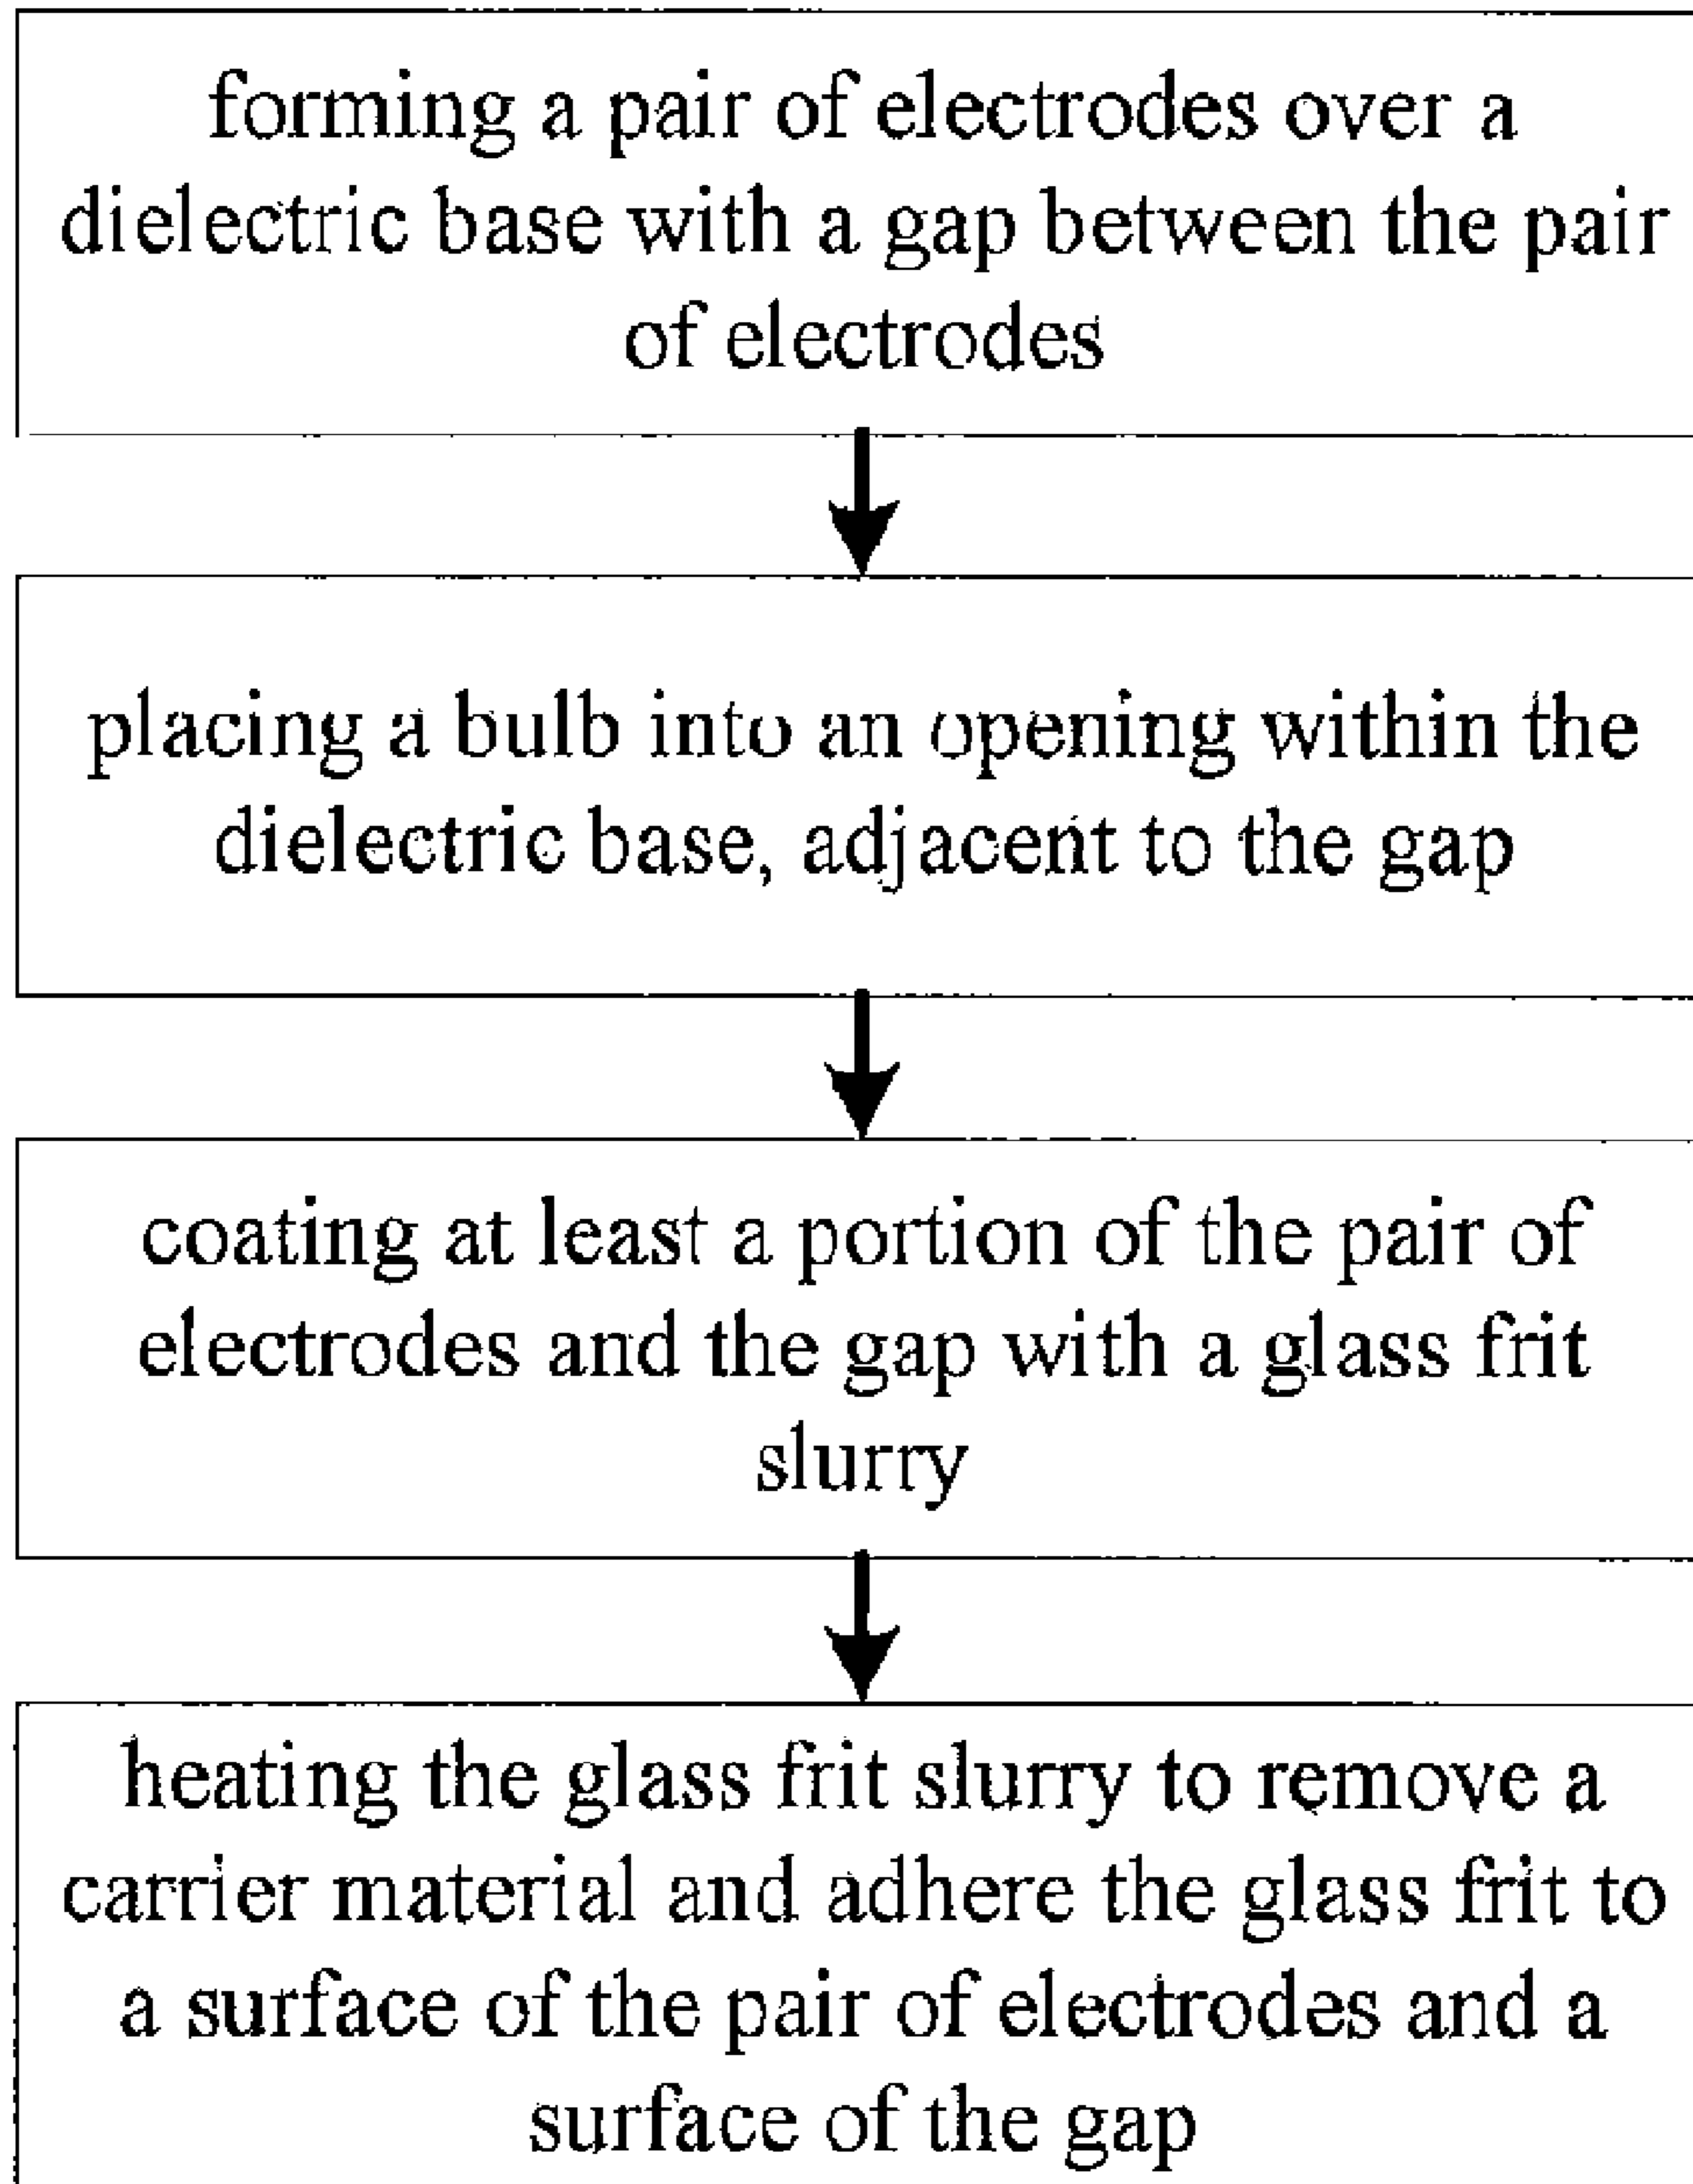 forming a pair of electrodes over a
dielectric base with a gap between the pair
of electrodes
placing a bulb into an opening within the
dielectric base, adjacent to the gap
coating at least a portion of the pair of
electrodes and the gap with a glass frit
slurry
heating the glass frit slurry to remove a
carrier material and adhere the glass frit to
a surface of the pair of electrodes and a
surface of the gap